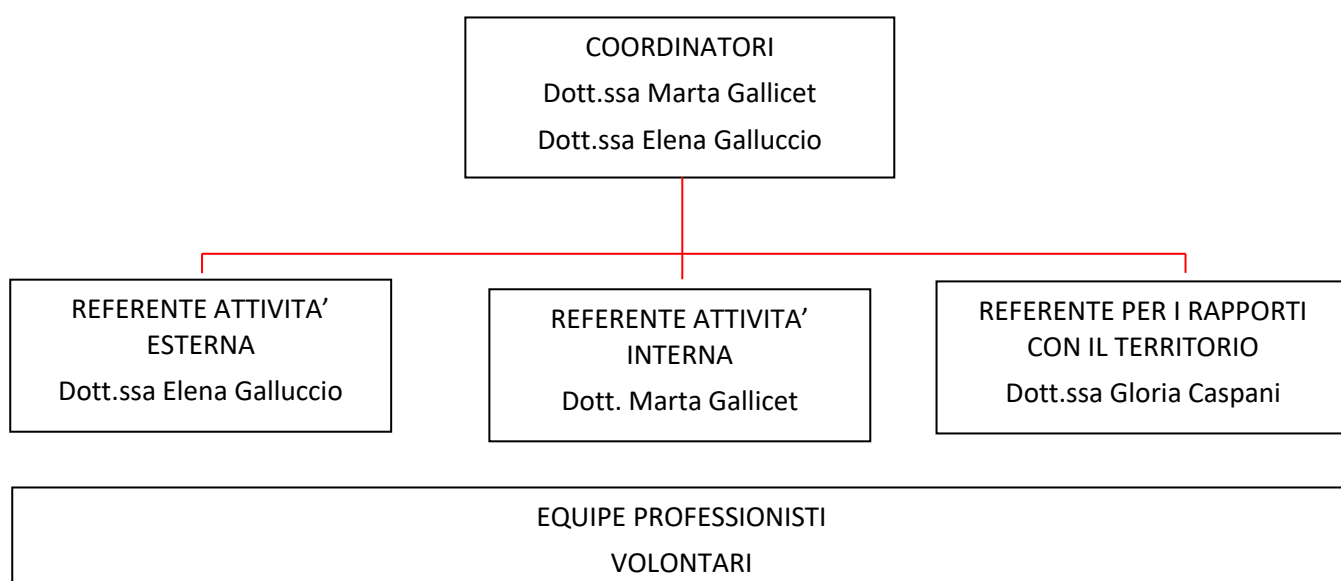 COORDINATORI
Dott.ssa Marta Gallicet
Dott.ssa Elena Galluccio
REFERENTE ATTIVITA’
ESTERNA
Dott.ssa Elena Galluccio
REFERENTE ATTIVITA’
INTERNA
Dott. Marta Gallicet
REFERENTE PER I RAPPORTI
CON IL TERRITORIO
Dott.ssa Gloria Caspani
EQUIPE PROFESSIONISTI
VOLONTARI